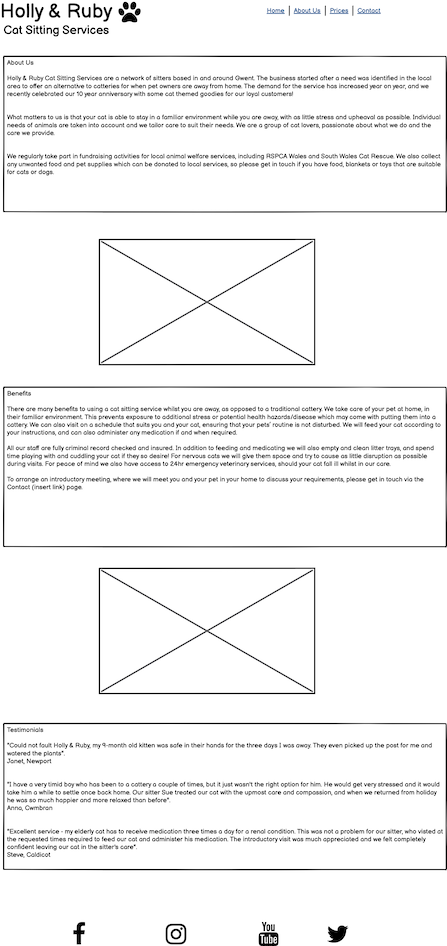 Holly & Ruby
Cat Sitting Services
Home | About Us | Prices | Contact
About Us
Holly & Ruby Cat Sitting Services are a network of sitters based in and around Gwent. The business started after a need was identified in the local
area to offer an alternative to catteries for when pet owners are away from home. The demand for the service has increased year on year, and we
recently celebrated our 10 year anniversary with some cat themed goodies for our loyal customers!
What matters to us is that your cat is able to stay in a familiar environment while you are away, with as little stress and upheaval as possible. Individual
needs of animals are taken into account and we tailor care to suit their needs. We are a group of cat lovers, passionate about what we do and the
care we provide.
We regularly take part in fundraising activities for local animal welfare services, including RSPCA Wales and South Wales Cat Rescue. We also collect
any unwanted food and pet supplies which can be donated to local services, so please get in touch if you have food, blankets or toys that are suitable
for cats or dogs.
Benefits
There are many benefits to using a cat sitting service whilst you are away, as opposed to a traditional cattery. We take care of your pet at home, in
their familiar environment. This prevents exposure to additional stress or potential health hazards/disease which may come with putting them into a
cattery. We can also visit on a schedule that suits you and your cat, ensuring that your pets' routine is not disturbed. We will feed your cat according to
your instructions, and can also administer any medication if and when required.
All our staff are fully criminal record checked and insured. In addition to feeding and medicating we will also empty and clean litter trays, and spend
time playing with and cuddling your cat if they so desire! For nervous cats we will give them space and try to cause as little disruption as possible
during visits. For peace of mind we also have access to 24hr emergency veterinary services, should your cat fall ill whilst in our care.
To arrange an introductory meeting, where we will meet you and your pet in your home to discuss your requirements, please get in touch via the
Contact (insert link) page.
Testimonials
"Could not fault Holly & Ruby, my 9-month old kitten was safe in their hands for the three days I was away. They even picked up the post for me and
watered the plants".
Janet, Newport
"I have a very timid boy who has been to a cattery a couple of times, but it just wasn't the right option for him. He would get very stressed and it would
take him a while to settle once back home. Our sitter Sue treated our cat with the upmost care and compassion, and when we returned from holiday
he was so much happier and more relaxed than before".
Anna, Cwmbran
"Excellent service - my elderly cat has to receive medication three times a day for a renal condition. This was not a problem for our sitter, who visited at
the requested times required to feed our cat and administer his medication. The introductory visit was much appreciated and we felt completely
confident leaving our cat in the sitter's care".
Steve, Caldicot
You
Tube